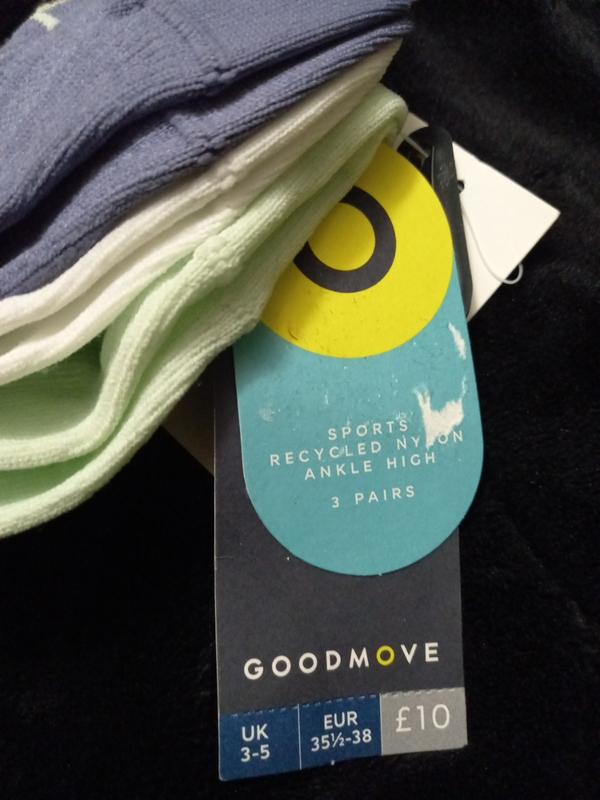 SPORTS
RECYCLED NYLON
ANKLE HIGH
3 PAIRS
GOODMOVE
UK
3-5
EUR
35½-38
£10